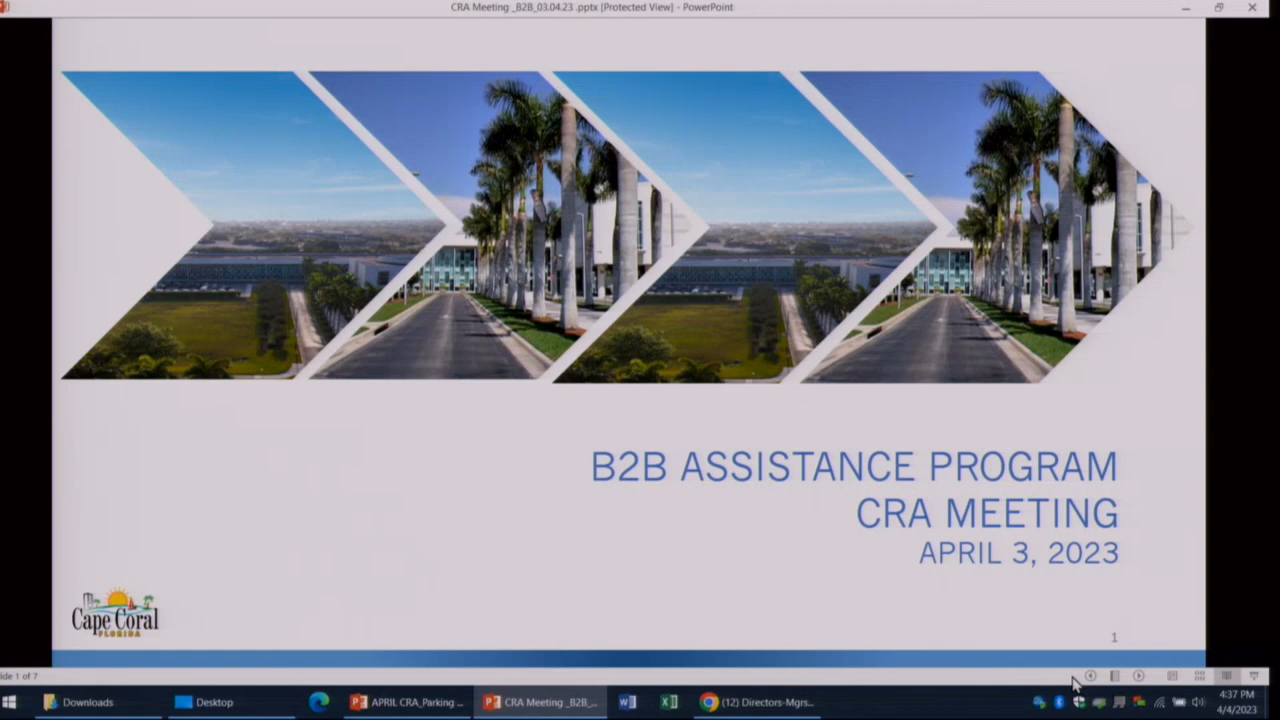 CRA Meeting _B2B_03.04.23 .pptx [Protected View] - PowerPoint
B2B ASSISTANCE PROGRAM
CRA MEETING
APRIL 3, 2023
Cape Coral
FLORIDA
1
ide 1 of 7
Downloads
Desktop
APRIL CRA_Parking ...
CRA Meeting _B2B_...
(12) Directors-Mgrs...
4:37 PM
4/4/2023